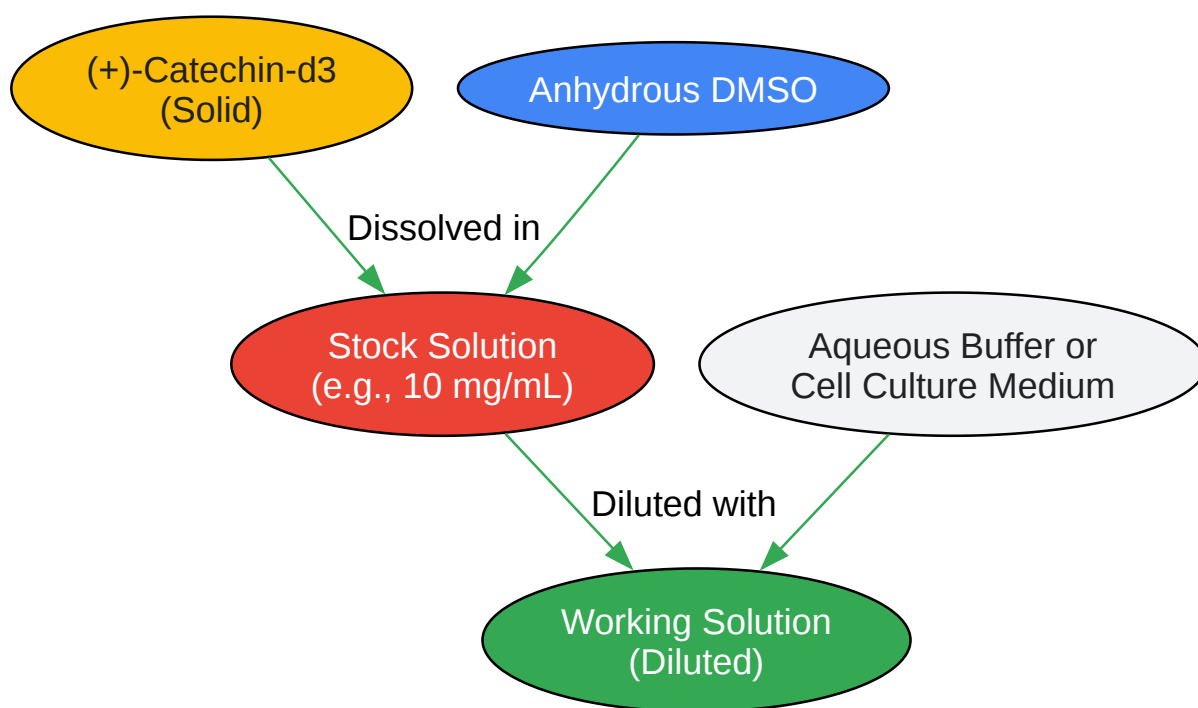 (+)-Catechin-d3
(Solid)
Anhydrous DMSO
Dissolved in
Stock Solution
(e.g., 10 mg/mL)
Aqueous Buffer or
Cell Culture Medium
Diluted with
Working Solution
(Diluted)